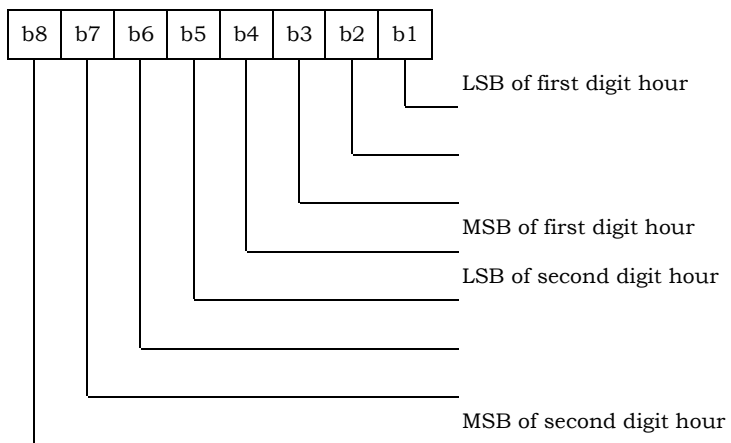 b8 b7 b6 b5 b4 b3 b2 b1
LSB of first digit hour
MSB of first digit hour
LSB of second digit hour
MSB of second digit hour